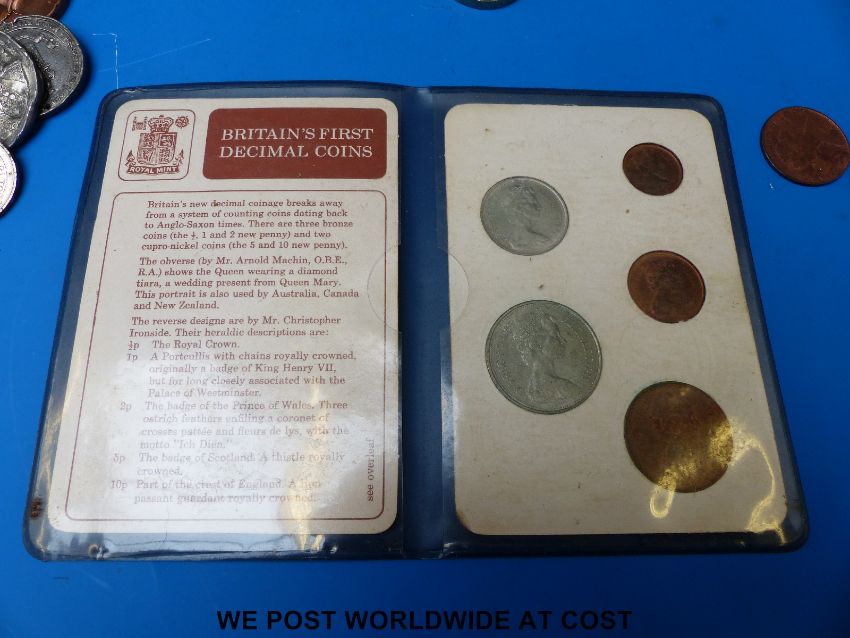 BRITAIN'S FIRST
DECIMAL COINS
ROYAL MINT
Britain's new decimal coinage breaks away
from a system of counting coins dating back
to Anglo-Saxon times. There are three bronze
coins (the ½, 1 and 2 new penny) and two
cupro-nickel coins (the 5 and 10 new penny).
The obverse (by Mr. Arnold Machin, O.B.E.,
R.A.) shows the Queen wearing a diamond
tiara, a wedding present from Queen Mary.
This portrait is also used by Australia, Canada
and New Zealand.
The reverse designs are by Mr. Christopher
Ironside. Their heraldic descriptions are:
½p The Royal Crown.
1p A Portcullis with chains royally crowned,
originally a badge of King Henry VII,
but for long closely associated with the
Palace of Westminster.
2p The badge of the Prince of Wales. Three
ostrich feathers enfiling a coronet of
crosses pattée and fleurs de lys, with the
motto "Ich Dien."
5p The badge of Scotland. A thistle royally
crowned.
10p Part of the crest of England. A lion
passant guardant royally crowned.
see overleaf
WE POST WORLDWIDE AT COST